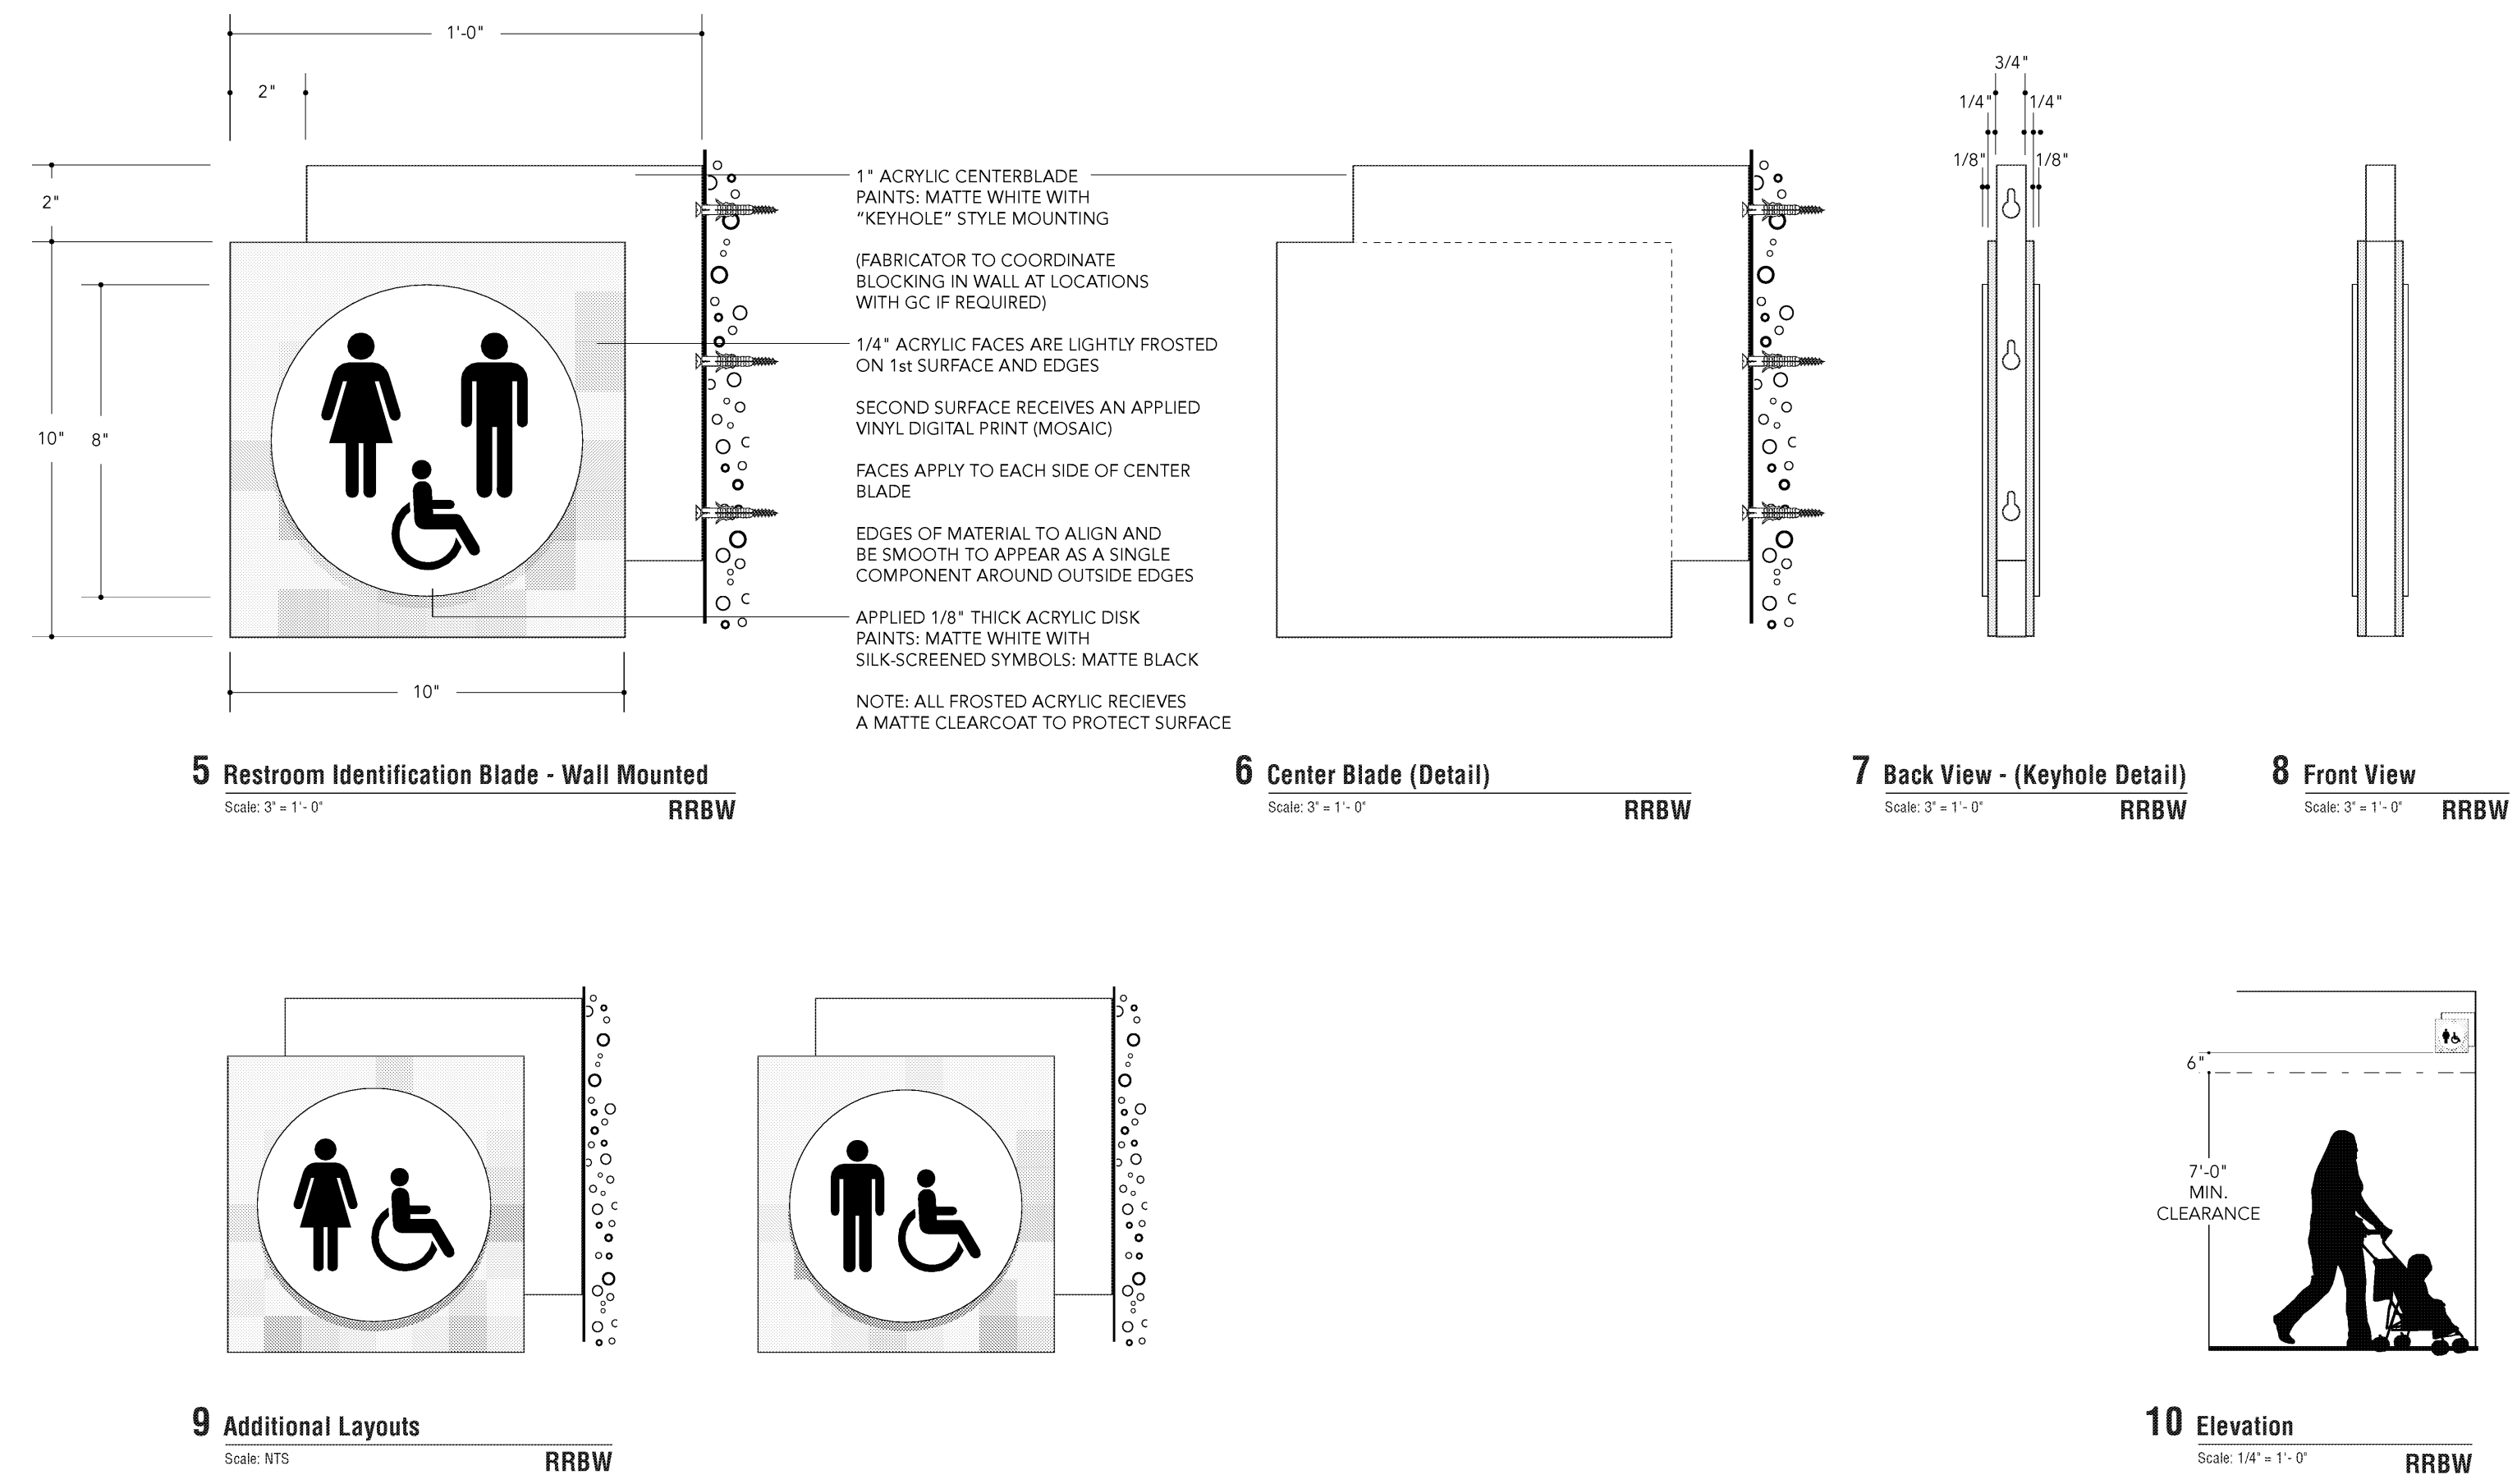 1'-0"
2"
2"
10"
8"
10"
1" ACRYLIC CENTERBLADE
PAINTS: MATTE WHITE WITH
“KEYHOLE” STYLE MOUNTING
(FABRICATOR TO COORDINATE
BLOCKING IN WALL AT LOCATIONS
WITH GC IF REQUIRED)
1/4" ACRYLIC FACES ARE LIGHTLY FROSTED
ON 1st SURFACE AND EDGES
SECOND SURFACE RECEIVES AN APPLIED
VINYL DIGITAL PRINT (MOSAIC)
FACES APPLY TO EACH SIDE OF CENTER
BLADE
EDGES OF MATERIAL TO ALIGN AND
BE SMOOTH TO APPEAR AS A SINGLE
COMPONENT AROUND OUTSIDE EDGES
APPLIED 1/8" THICK ACRYLIC DISK
PAINTS: MATTE WHITE WITH
SILK-SCREENED SYMBOLS: MATTE BLACK
NOTE: ALL FROSTED ACRYLIC RECIEVES
A MATTE CLEARCOAT TO PROTECT SURFACE
3/4"
1/4" 1/4"
1/8" 1/8"
5 Restroom Identification Blade - Wall Mounted
Scale: 3" = 1'- 0" RRBW
6 Center Blade (Detail)
Scale: 3" = 1'- 0" RRBW
7 Back View - (Keyhole Detail)
Scale: 3" = 1'- 0" RRBW
8 Front View
Scale: 3" = 1'- 0" RRBW
6"
7'-0"
MIN.
CLEARANCE
9 Additional Layouts
Scale: NTS RRBW
10 Elevation
Scale: 1/4" = 1'- 0" RRBW